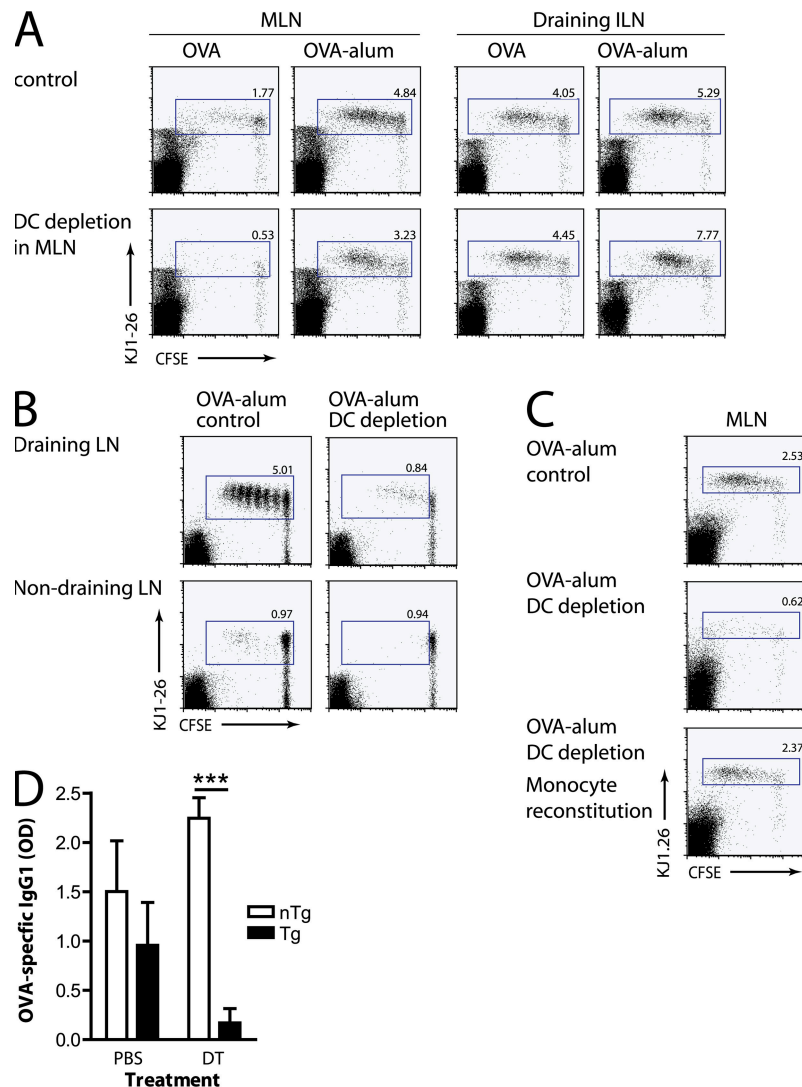 A
MLN
Draining ILN
OVA
OVA-alum
OVA
OVA-alum
control
1.77
4.84
4.05
5.29
DC depletion
in MLN
0.53
3.23
4.45
7.77
KJ1-26
CFSE
B
OVA-alum
control
OVA-alum
DC depletion
Draining LN
5.01
0.84
Non-draining LN
0.97
0.94
KJ1-26
CFSE
C
MLN
OVA-alum
control
2.53
OVA-alum
DC depletion
0.62
OVA-alum
DC depletion
Monocyte
reconstitution
2.37
KJ1.26
CFSE
D
OVA-specfic IgG1 (OD)
2.5
2.0
1.5
1.0
0.5
0.0
***
nTg
Tg
PBS
DT
Treatment